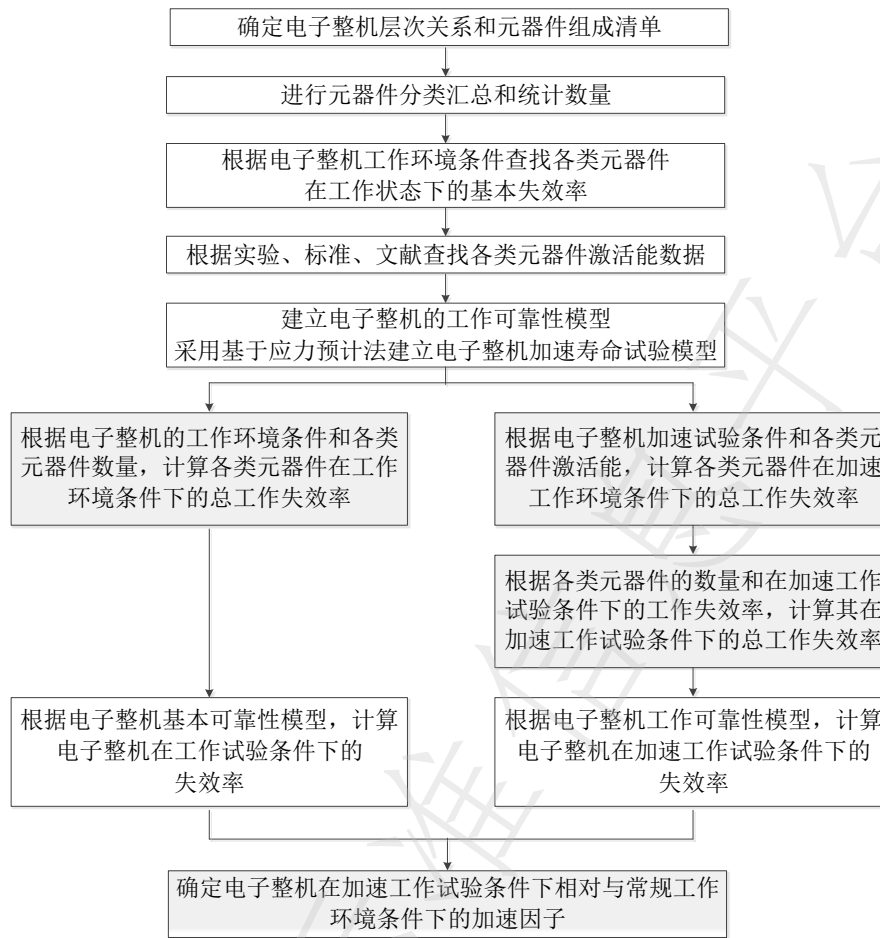 确定电子整机层次关系和元器件组成清单
进行元器件分类汇总和统计数量
根据电子整机工作环境条件查找各类元器件
在工作状态下的基本失效率
根据实验、标准、文献查找各类元器件激活能数据
建立电子整机的工作可靠性模型
采用基于应力预计法建立电子整机加速寿命试验模型
根据电子整机的工作环境条件和各类
元器件数量，计算各类元器件在工作
环境条件下的总工作失效率
根据电子整机加速试验条件和各类元
器件激活能，计算各类元器件在加速
工作环境条件下的总工作失效率
根据各类元器件的数量和在加速工作
试验条件下的工作失效率，计算其在
加速工作试验条件下的总工作失效率
根据电子整机基本可靠性模型，计算
电子整机在工作试验条件下的
失效率
根据电子整机工作可靠性模型，计算
电子整机在加速工作试验条件下的
失效率
确定电子整机在加速工作试验条件下相对与常规工作
环境条件下的加速因子
准信息平台